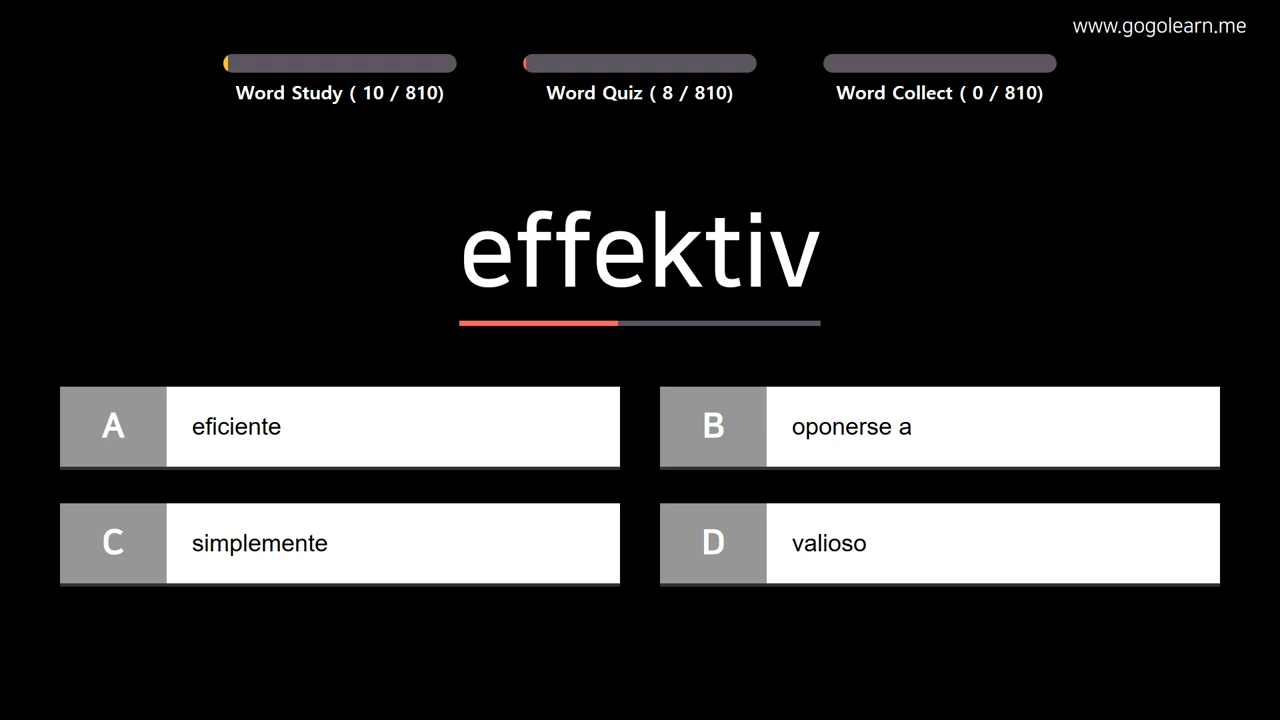 www.gogolearn.me
Word Study ( 10 / 810)
Word Quiz ( 8 / 810)
Word Collect ( 0 / 810)
effektiv
A eficiente
B oponerse a
C simplemente
D valioso